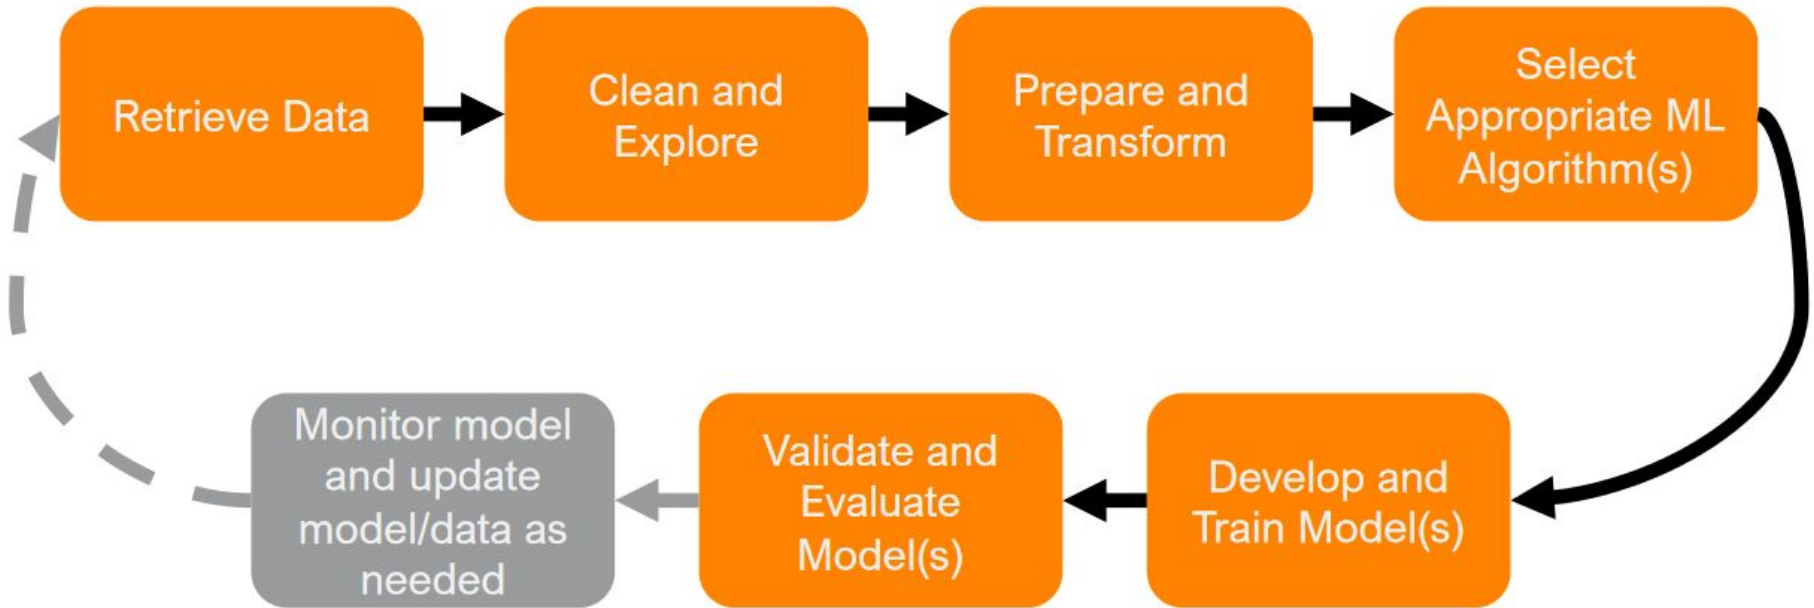 Retrieve Data
Clean and
Explore
Prepare and
Transform
Select
Appropriate ML
Algorithm(s)
Develop and
Train Model(s)
Validate and
Evaluate
Model(s)
Monitor model
and update
model/data as
needed